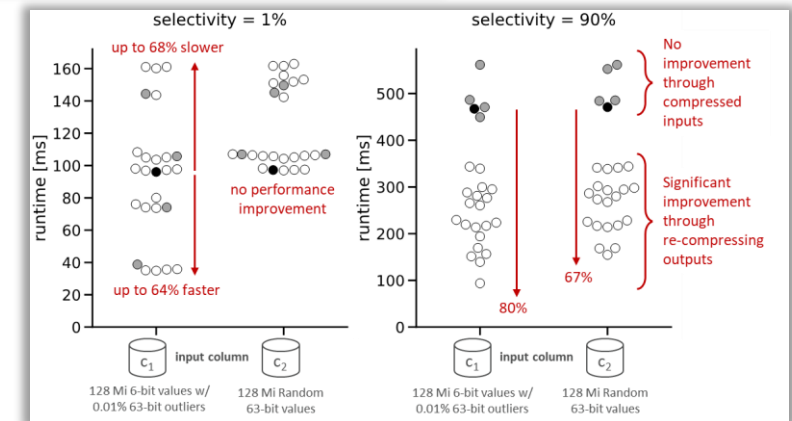 selectivity = 1%
up to 68% slower
runtime [ms]
160
140
120
100
80
60
40
20
0
no performance
improvement
up to 64% faster
C1
input column
C2
128 Mi 6-bit values w/
0.01% 63-bit outliers
128 Mi Random
63-bit values
selectivity = 90%
runtime [ms]
500
400
300
200
100
0
80%
67%
No
improvement
through
compressed
inputs
Significant
improvement
through
re-compressing
outputs
C1
input column
C2
128 Mi 6-bit values w/
0.01% 63-bit outliers
128 Mi Random
63-bit values